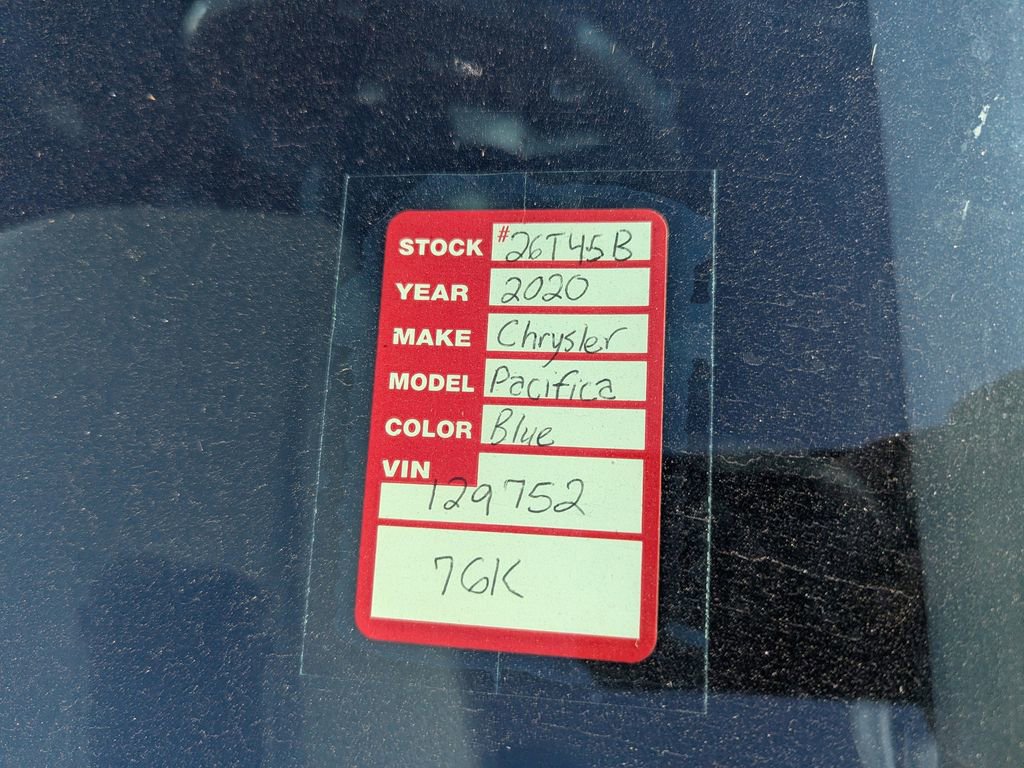 STOCK #26T45B
YEAR 2020
MAKE Chrysler
MODEL Pacifica
COLOR Blue
VIN
129752
76K